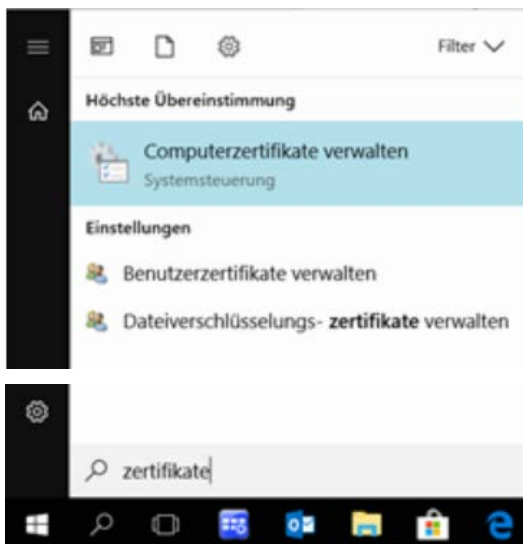 Filter
Höchste Übereinstimmung
Computerzertifikate verwalten
Systemsteuerung
Einstellungen
Benutzerzertifikate verwalten
Dateiverschlüsselungs- zertifikate verwalten
zertifikate